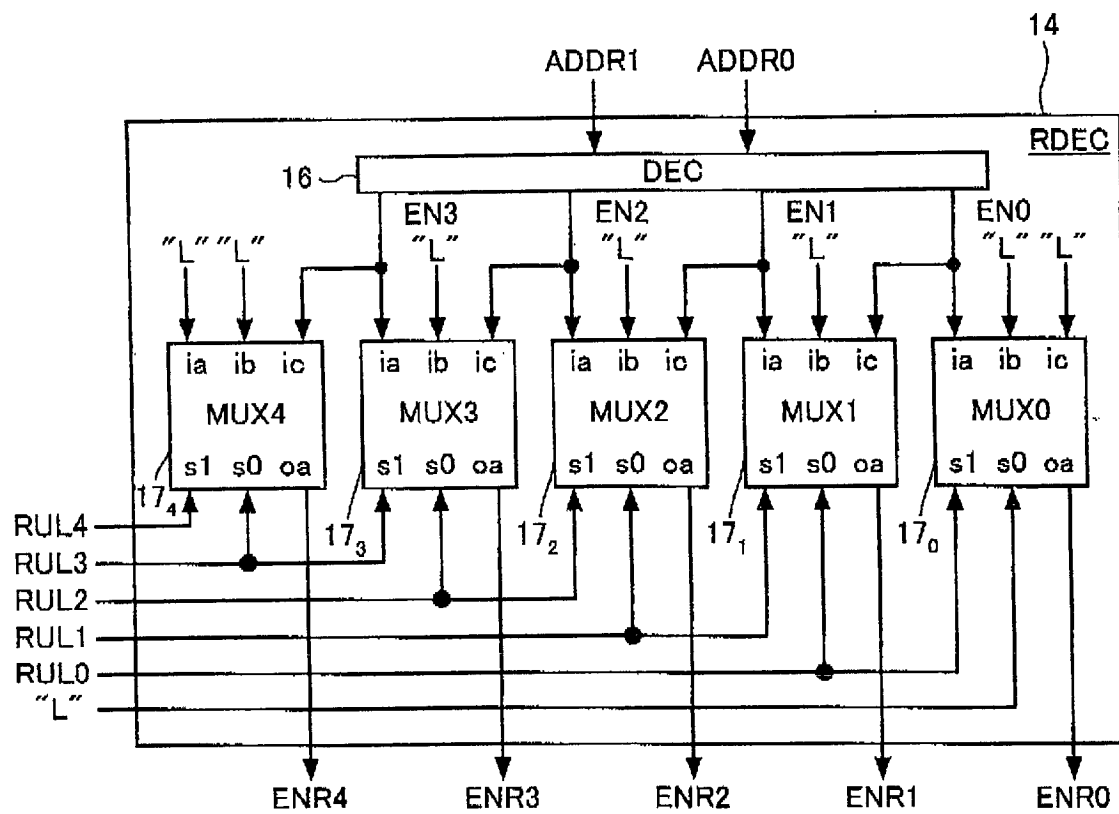 14
ADDR1 ADDR0
RDEC
16
DEC
EN3 EN2 EN1 EN0
"L" "L" "L" "L" "L" "L" "L"
ia ib ic ia ib ic ia ib ic ia ib ic ia ib ic
MUX4 MUX3 MUX2 MUX1 MUX0
s1 s0 oa s1 s0 oa s1 s0 oa s1 s0 oa s1 s0 oa
17₄ 17₃ 17₂ 17₁ 17₀
RUL4
RUL3
RUL2
RUL1
RUL0
"L"
ENR4 ENR3 ENR2 ENR1 ENR0